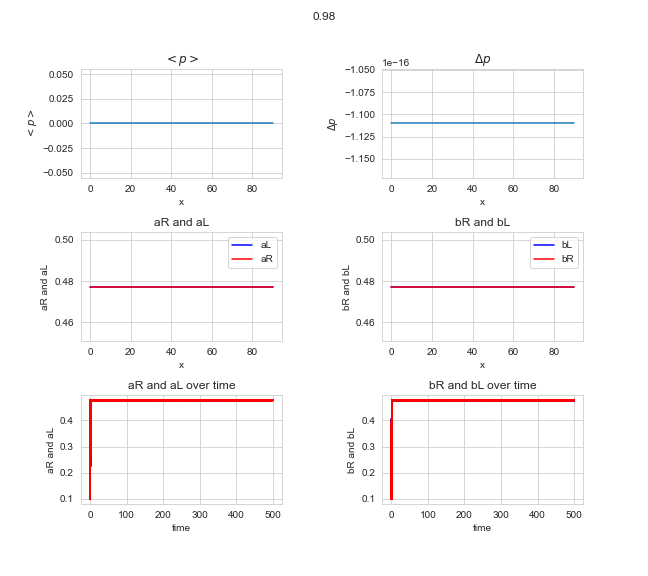 0.98
< p >
< p >
0.050
0.025
0.000
−0.025
−0.050
0 20 40 60 80
x
Δp
1e−16
Δp
−1.050
−1.075
−1.100
−1.125
−1.150
0 20 40 60 80
x
aR and aL
aR and aL
0.50
0.48
0.46
aL
aR
0 20 40 60 80
x
bR and bL
bR and bL
0.50
0.48
0.46
bL
bR
0 20 40 60 80
x
aR and aL over time
aR and aL
0.4
0.3
0.2
0.1
0 100 200 300 400 500
time
bR and bL over time
bR and bL
0.4
0.3
0.2
0.1
0 100 200 300 400 500
time